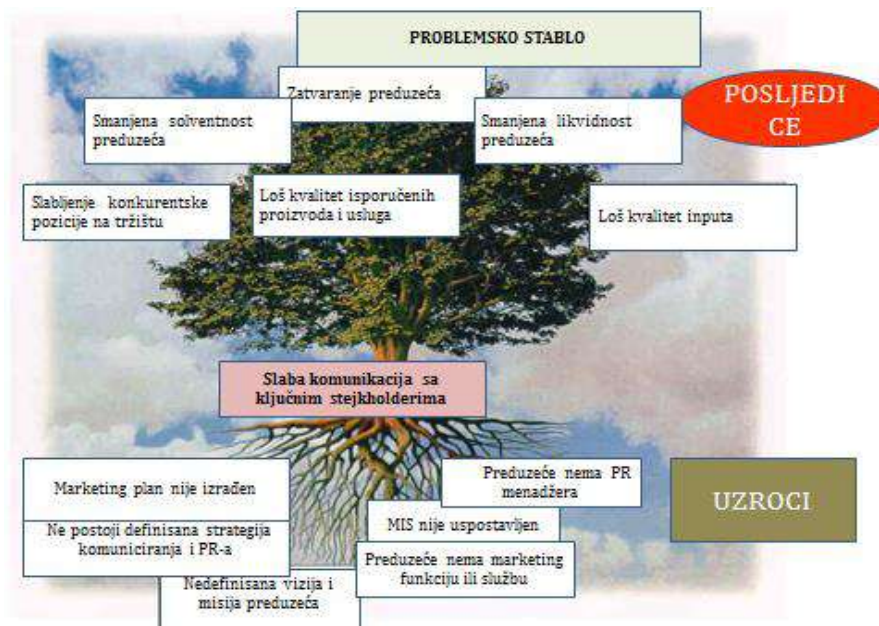 PROBLEMSKO STABLO
Zatvaranje preduzeća
POSLJEDI
CE
Smanjena solventnost
preduzeća
Smanjena likvidnost
preduzeća
Slabljenje konkurentske
pozicije na tržištu
Loš kvalitet isporučenih
proizvoda i usluga
Loš kvalitet inputa
Slaba komunikacija sa
ključnim stejkholderima
Marketing plan nije izrađen
Preduzeće nema PR
menadžera
UZROCI
Ne postoji definisana strategija
komuniciranja i PR-a
MIS nije uspostavljen
Preduzeće nema marketing
funkciju ili službu
Nedefinisana vizija i
misija preduzeća